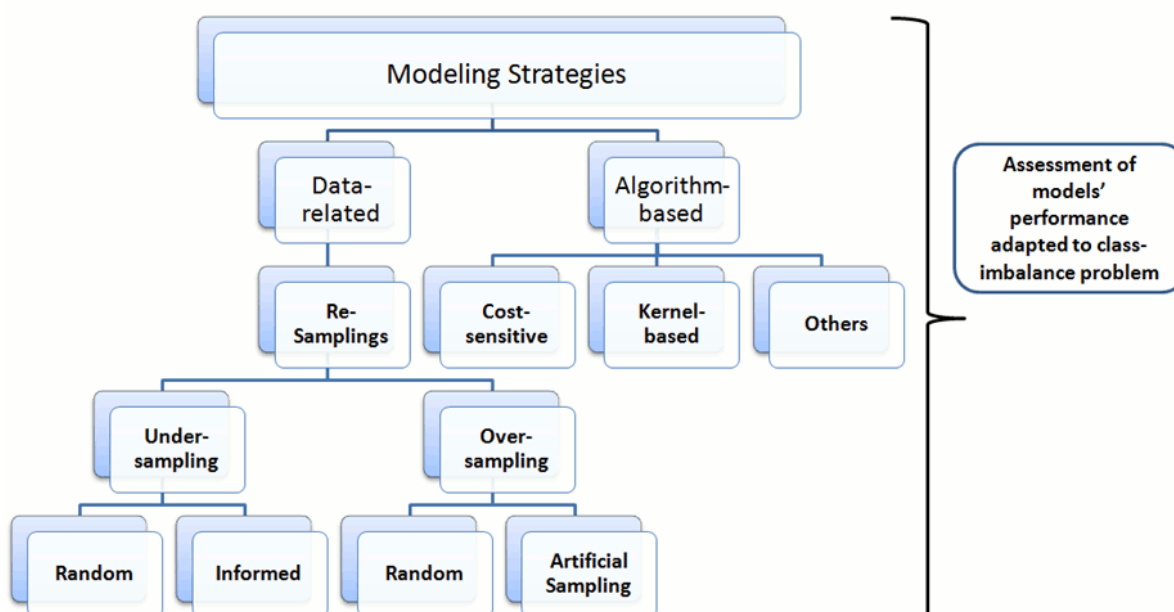 Modeling Strategies
Data-
related
Algorithm-
based
Assessment of
models’
performance
adapted to class-
imbalance problem
Re-
Samplings
Cost-
sensitive
Kernel-
based
Others
Under-
sampling
Over-
sampling
Random
Informed
Random
Artificial
Sampling